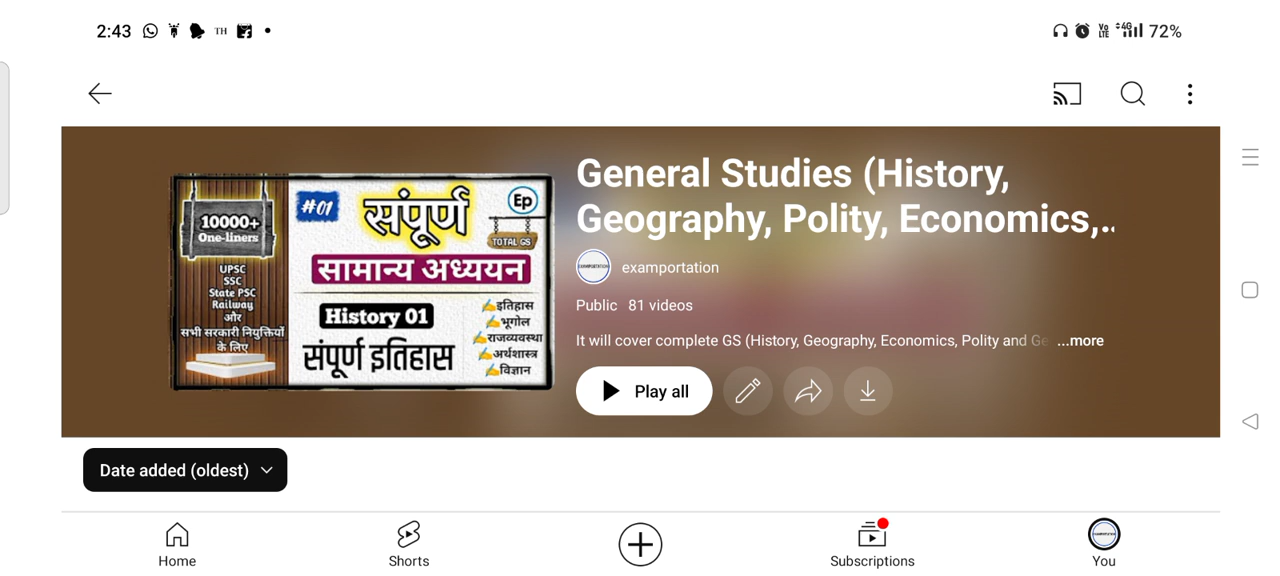 2:43 TH
4G 72%
General Studies (History,
Geography, Polity, Economics,..
examportation
Public 81 videos
It will cover complete GS (History, Geography, Economics, Polity and Ge ...more
Play all
10000+
One-liners
UPSC
SSC
State PSC
Railway
और
सभी सरकारी नियुक्तियों
के लिए
#01
संपूर्ण
Ep
TOTAL GS
सामान्य अध्ययन
History 01
संपूर्ण इतिहास
इतिहास
भूगोल
राजव्यवस्था
अर्थशास्त्र
विज्ञान
Date added (oldest)
Home
Shorts
Subscriptions
You